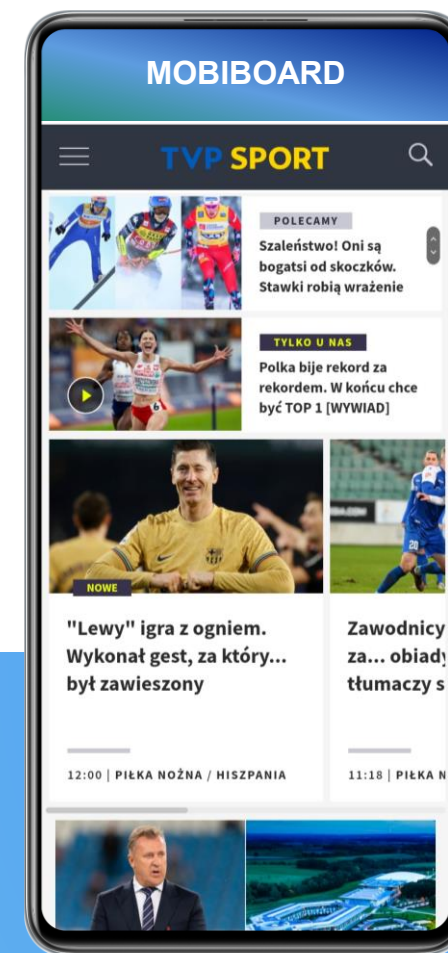 MOBIBOARD
TVP SPORT
POLECAMY
Szaleństwo! Oni są
bogatsi od skoczków.
Stawki robią wrażenie
TYLKO U NAS
Polka bije rekord za
rekordem. W końcu chce
być TOP 1 [WYWIAD]
NOWE
"Lewy" igra z ogniem.
Wykonał gest, za który...
był zawieszony
12:00 | PIŁKA NOŻNA / HISZPANIA
Zawodnicy
za... obiady
tłumaczy s
11:18 | PIŁKA N